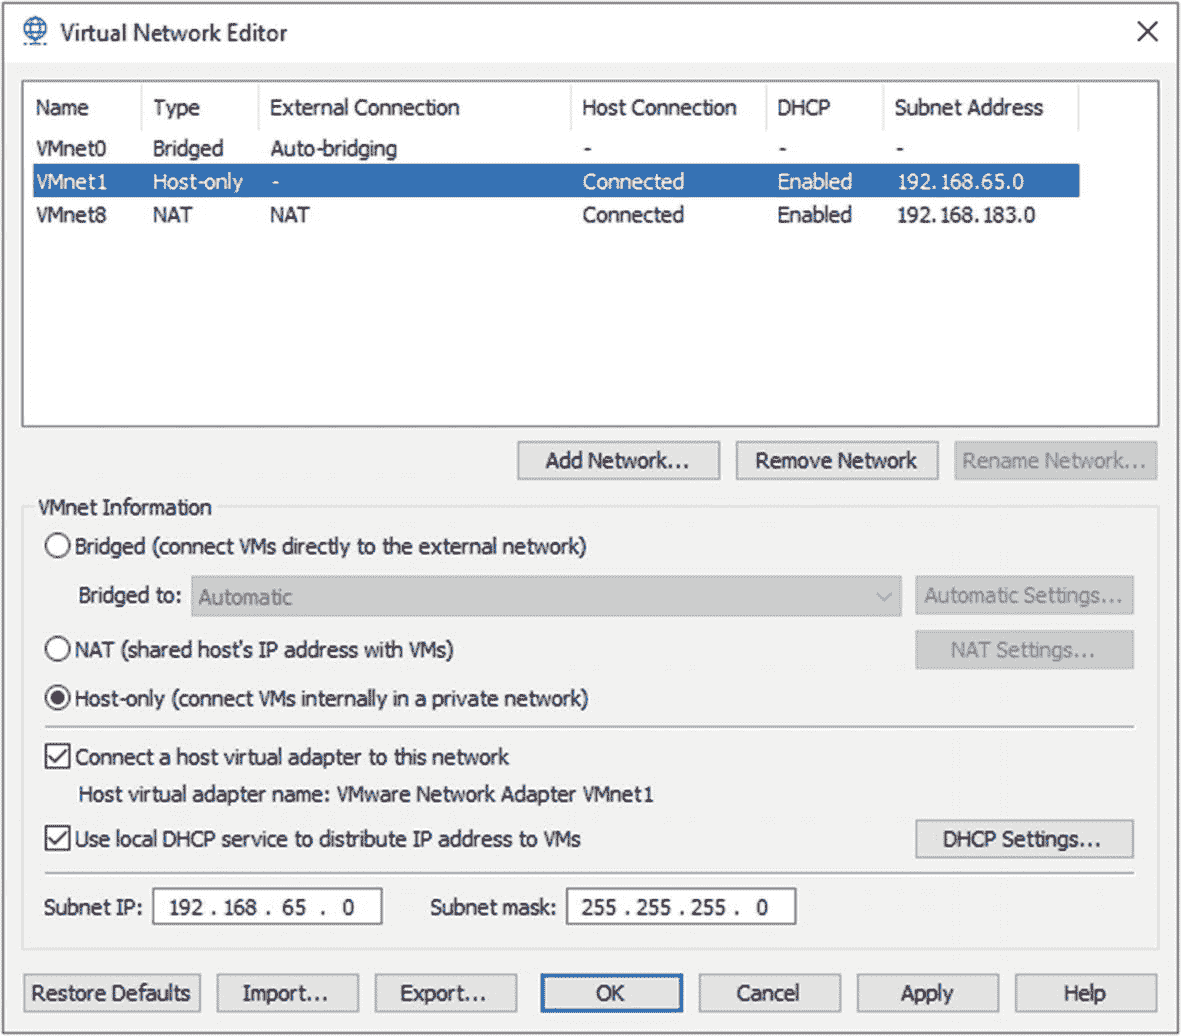 Virtual Network Editor
Name Type External Connection Host Connection DHCP Subnet Address
VMnet0 Bridged Auto-bridging - - -
VMnet1 Host-only - Connected Enabled 192.168.65.0
VMnet8 NAT NAT Connected Enabled 192.168.183.0
Add Network... Remove Network Rename Network...
VMnet Information
Bridged (connect VMs directly to the external network)
Bridged to: Automatic Automatic Settings...
NAT (shared host's IP address with VMs) NAT Settings...
Host-only (connect VMs internally in a private network)
Connect a host virtual adapter to this network
Host virtual adapter name: VMware Network Adapter VMnet1
Use local DHCP service to distribute IP address to VMs DHCP Settings...
Subnet IP: 192 . 168 . 65 . 0 Subnet mask: 255 . 255 . 255 . 0
Restore Defaults Import... Export... OK Cancel Apply Help